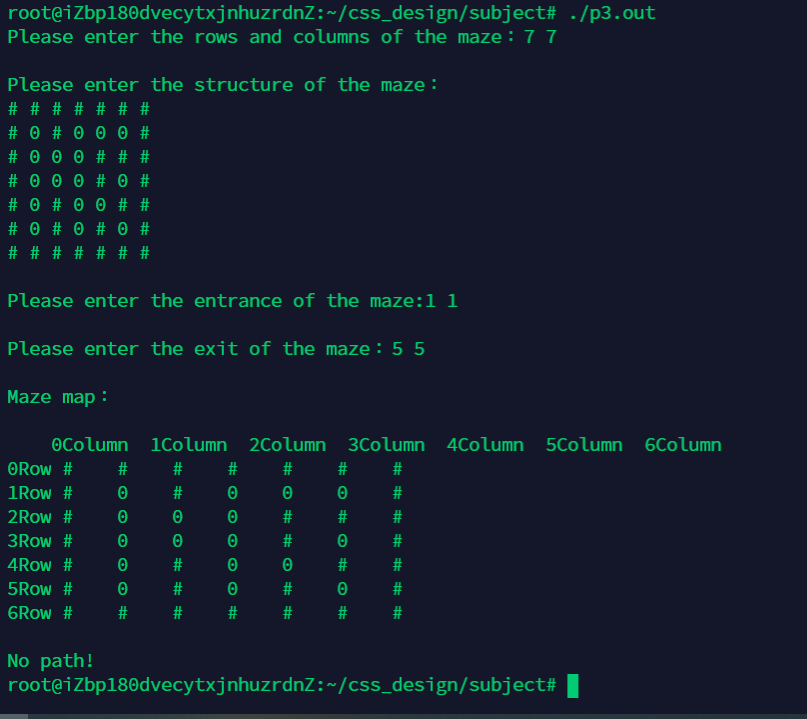 root@iZbp180dvecytxjnhuzrdnZ:~/css_design/subject# ./p3.out
Please enter the rows and columns of the maze：7 7
Please enter the structure of the maze：
# # # # # # #
# 0 # 0 0 0 #
# 0 0 0 # # #
# 0 0 0 # 0 #
# 0 # 0 0 # #
# 0 # 0 # 0 #
# # # # # # #
Please enter the entrance of the maze:1 1
Please enter the exit of the maze：5 5
Maze map：
0Column 1Column 2Column 3Column 4Column 5Column 6Column
0Row # # # # # # #
1Row # 0 # 0 0 0 #
2Row # 0 0 0 # # #
3Row # 0 0 0 # 0 #
4Row # 0 # 0 0 # #
5Row # 0 # 0 # 0 #
6Row # # # # # # #
No path!
root@iZbp180dvecytxjnhuzrdnZ:~/css_design/subject#